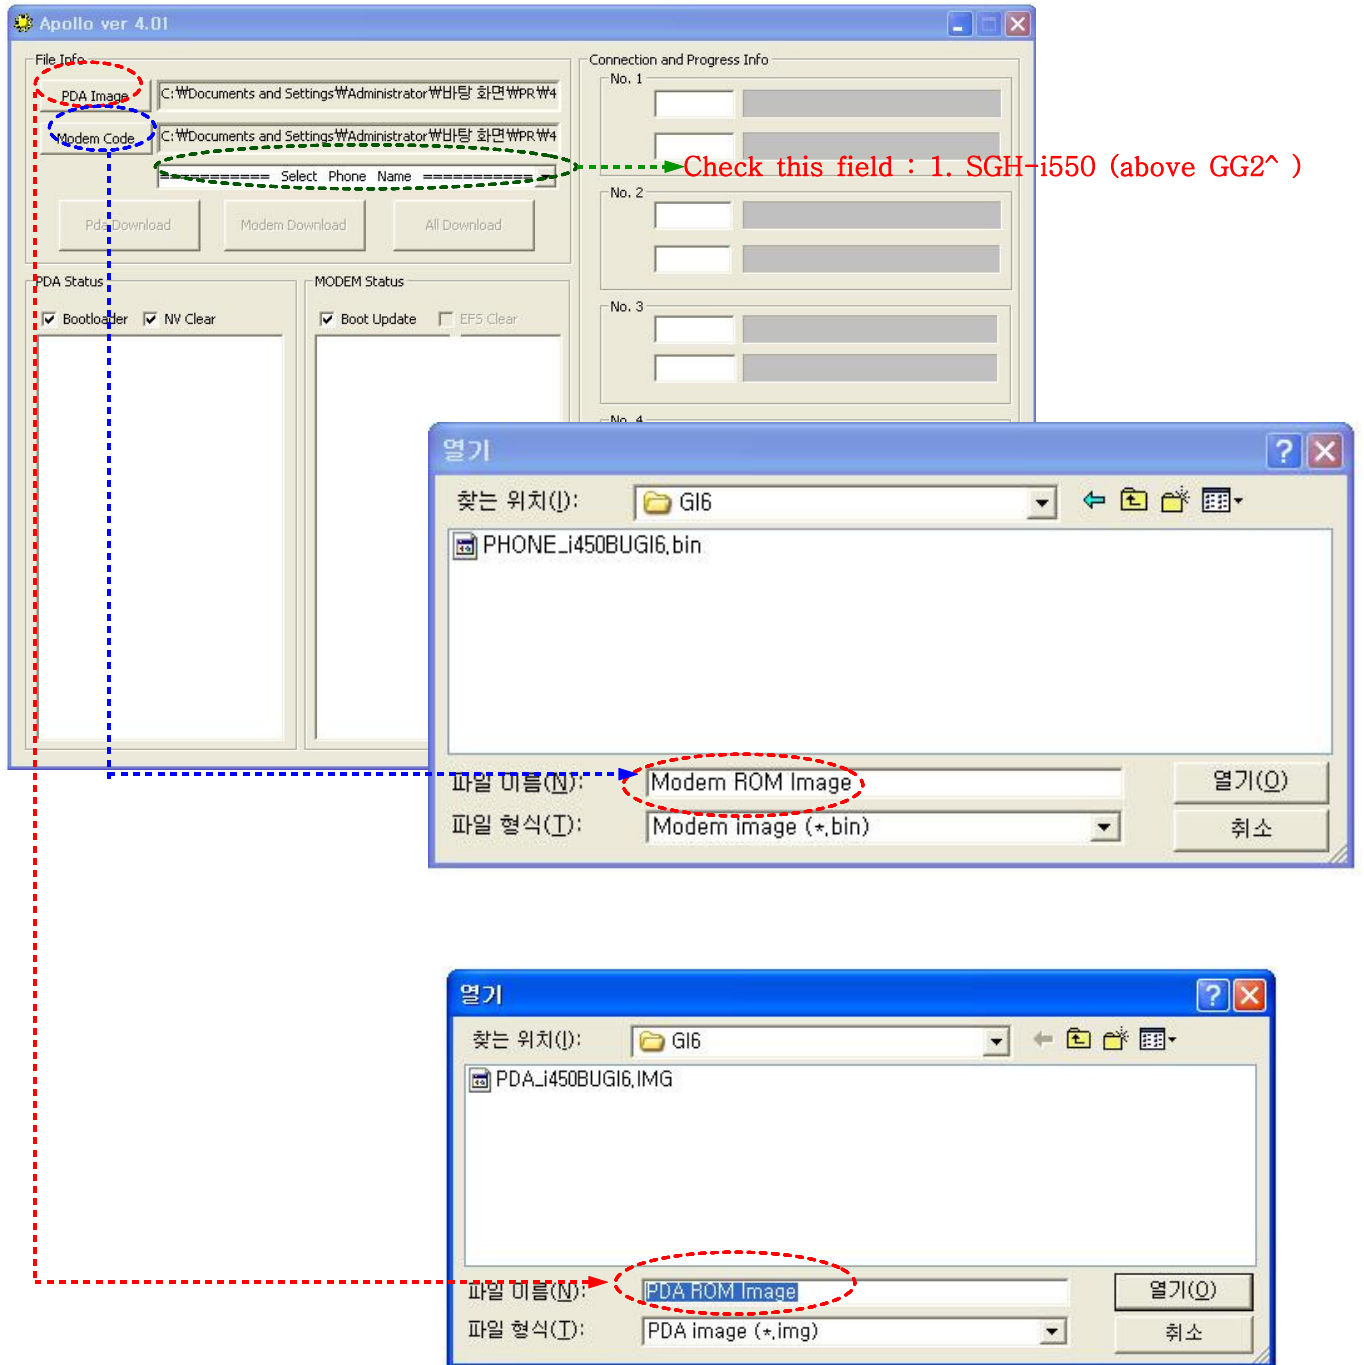 Apollo ver 4.01
File Info
PDA Image
C:₩Documents and Settings₩Administrator₩바탕 화면₩PR₩4
Modem Code
C:₩Documents and Settings₩Administrator₩바탕 화면₩PR₩4
=========== Select Phone Name ===========
Pda Download
Modem Download
All Download
PDA Status
Bootloader
NV Clear
MODEM Status
Boot Update
EFS Clear
Connection and Progress Info
No. 1
Check this field : 1. SGH-i550 (above GG2^ )
No. 2
No. 3
No. 4
열기
찾는 위치(I):
GI6
PHONE_i450BUGI6.bin
파일 이름(N):
Modem ROM Image
열기(O)
파일 형식(T):
Modem image (*.bin)
취소
열기
찾는 위치(I):
GI6
PDA_i450BUGI6.IMG
파일 이름(N):
PDA ROM Image
열기(O)
파일 형식(T):
PDA image (*.img)
취소